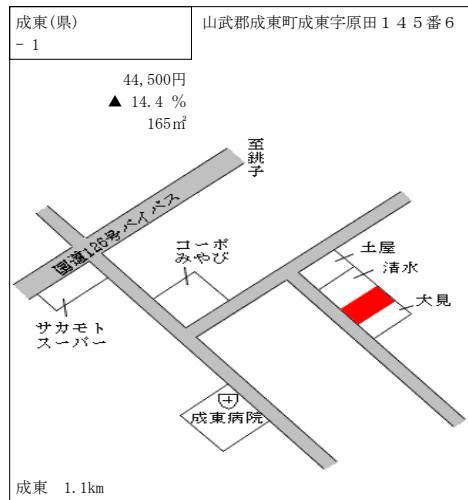 成東(県)
- 1
山武郡成東町成東字原田１４５番６
44,500円
▲ 14.4 %
165㎡
至銚子
国道126号バイパス
コーポ
みやび
土屋
清水
犬見
サカモト
スーパー
成東病院
成東 1.1km